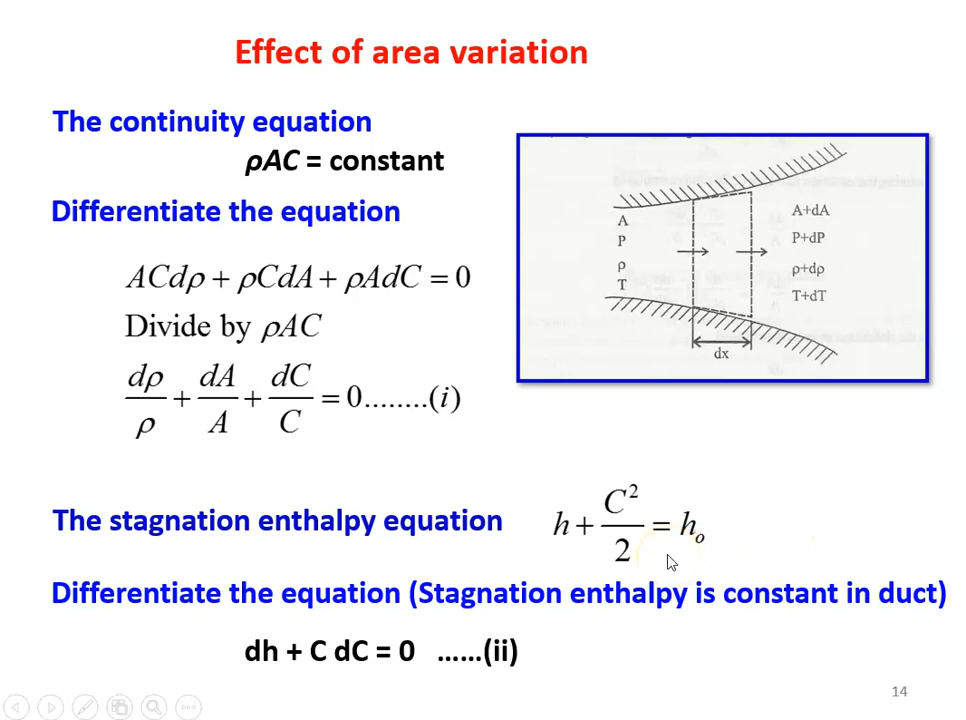 Effect of area variation
The continuity equation
ρAC = constant
Differentiate the equation
ACdρ + ρCdA + ρAdC = 0
Divide by ρAC
dρ/ρ + dA/A + dC/C = 0........(i)
A
P
ρ
T
A+dA
P+dP
ρ+dρ
T+dT
dx
The stagnation enthalpy equation
h + C²/2 = hₒ
Differentiate the equation (Stagnation enthalpy is constant in duct)
dh + C dC = 0 ......(ii)
14